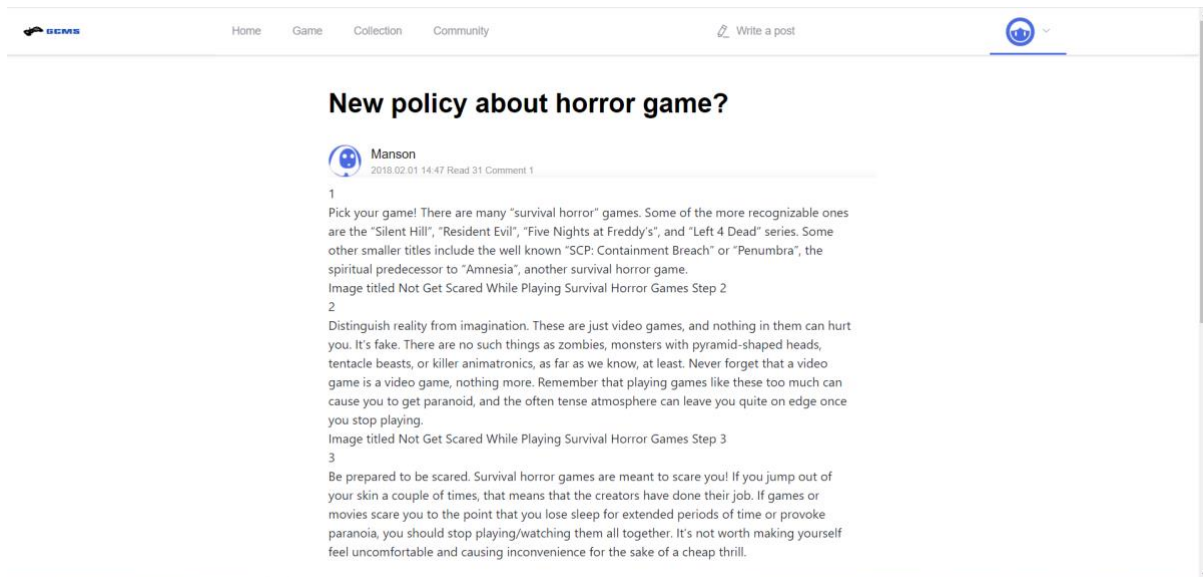 GCMS
Home Game Collection Community Write a post
New policy about horror game?
Manson
2018.02.01 14:47 Read 31 Comment 1
1
Pick your game! There are many “survival horror” games. Some of the more recognizable ones
are the “Silent Hill”, “Resident Evil”, “Five Nights at Freddy’s”, and “Left 4 Dead” series. Some
other smaller titles include the well known “SCP: Containment Breach” or “Penumbra”, the
spiritual predecessor to “Amnesia”, another survival horror game.
Image titled Not Get Scared While Playing Survival Horror Games Step 2
2
Distinguish reality from imagination. These are just video games, and nothing in them can hurt
you. It’s fake. There are no such things as zombies, monsters with pyramid-shaped heads,
tentacle beasts, or killer animatronics, as far as we know, at least. Never forget that a video
game is a video game, nothing more. Remember that playing games like these too much can
cause you to get paranoid, and the often tense atmosphere can leave you quite on edge once
you stop playing.
Image titled Not Get Scared While Playing Survival Horror Games Step 3
3
Be prepared to be scared. Survival horror games are meant to scare you! If you jump out of
your skin a couple of times, that means that the creators have done their job. If games or
movies scare you to the point that you lose sleep for extended periods of time or provoke
paranoia, you should stop playing/watching them all together. It’s not worth making yourself
feel uncomfortable and causing inconvenience for the sake of a cheap thrill.